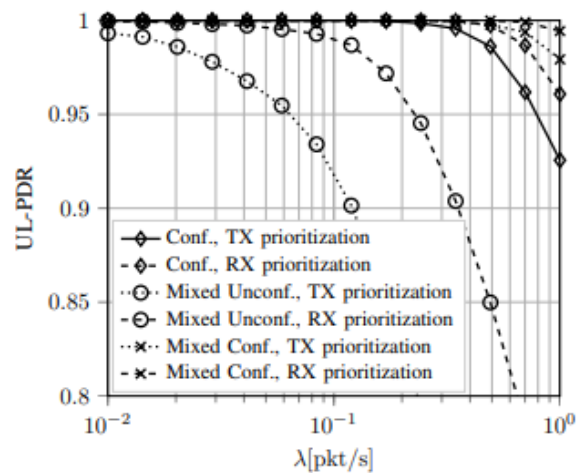 1
0.95
0.9
0.85
0.8
UL-PDR
Conf., TX prioritization
Conf., RX prioritization
Mixed Unconf., TX prioritization
Mixed Unconf., RX prioritization
Mixed Conf., TX prioritization
Mixed Conf., RX prioritization
10⁻² 10⁻¹ 10⁰
λ[pkt/s]